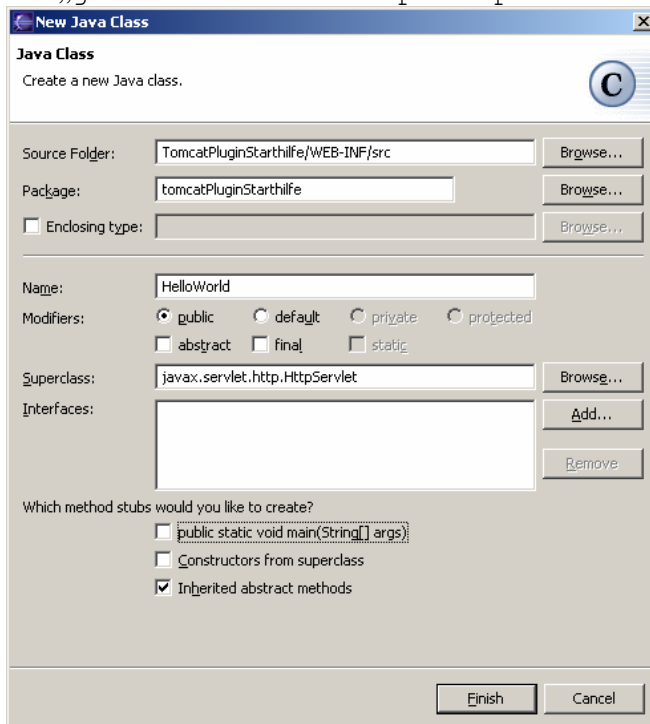 New Java Class
Java Class
Create a new Java class.
C
Source Folder: TomcatPluginStarthilfe/WEB-INF/src Browse...
Package: tomcatPluginStarthilfe Browse...
Enclosing type: Browse...
Name: HelloWorld
Modifiers: public default private protected
abstract final static
Superclass: javax.servlet.http.HttpServlet Browse...
Interfaces: Add...
Remove
Which method stubs would you like to create?
public static void main(String[] args)
Constructors from superclass
Inherited abstract methods
Finish Cancel